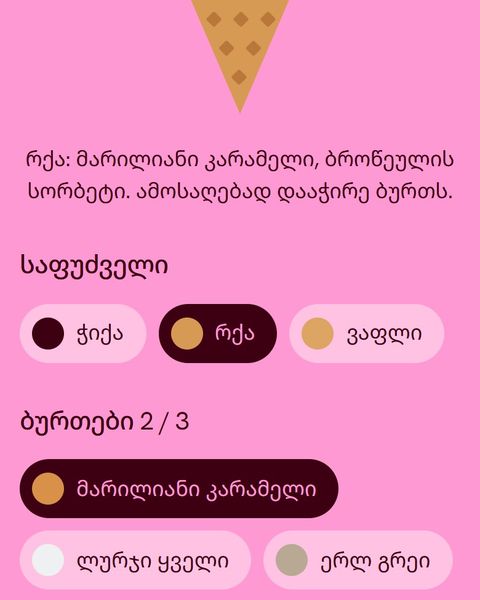 რქა: მარილიანი კარამელი, ბროწეულის
სორბეტი. ამოსაღებად დააჭირე ბურთს.
საფუძველი
ჭიქა
რქა
ვაფლი
ბურთები 2 / 3
მარილიანი კარამელი
ლურჯი ყველი
ერლ გრეი